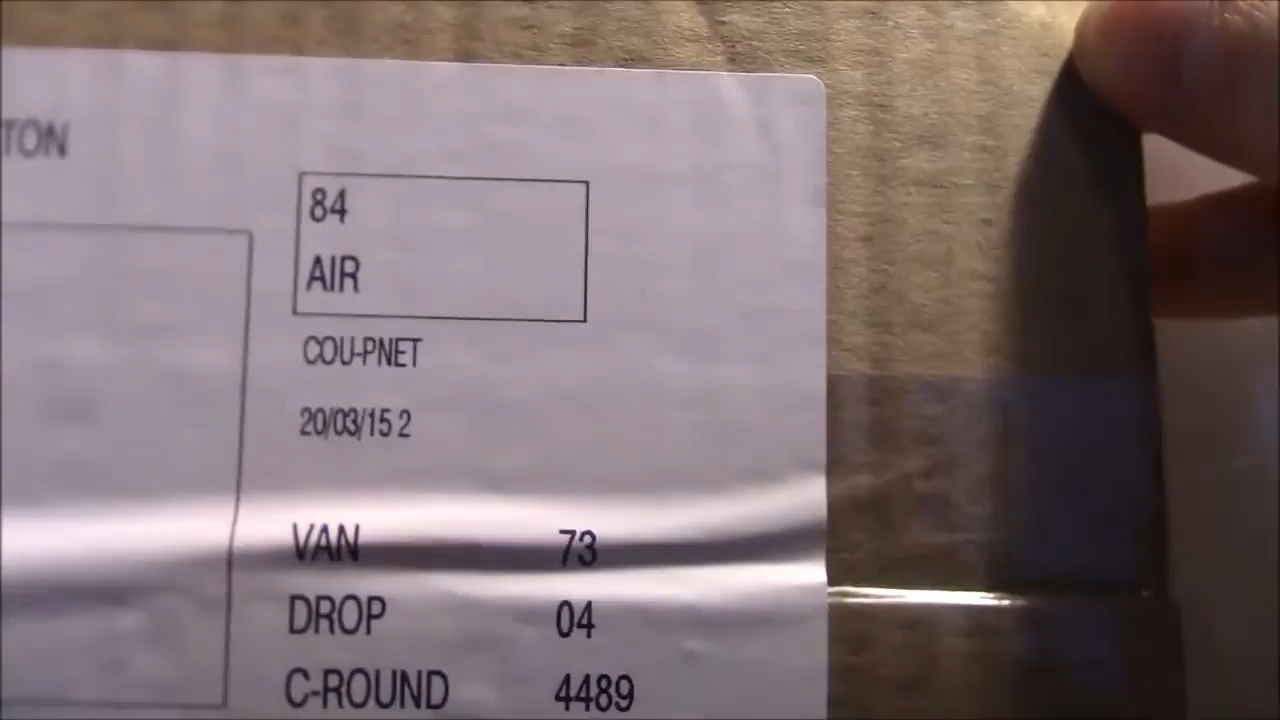 TON
84
AIR
COU-PNET
20/03/15 2
VAN 73
DROP 04
C-ROUND 4489